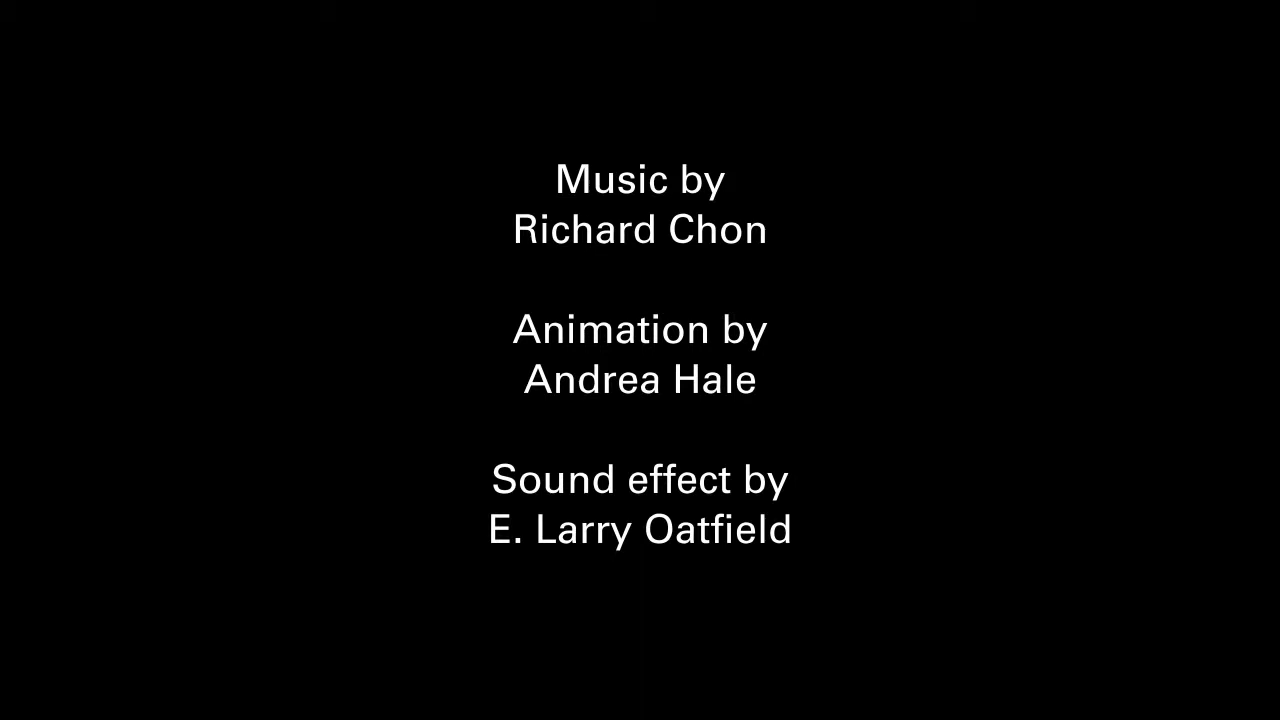 Music by
Richard Chon
Animation by
Andrea Hale
Sound effect by
E. Larry Oatfield